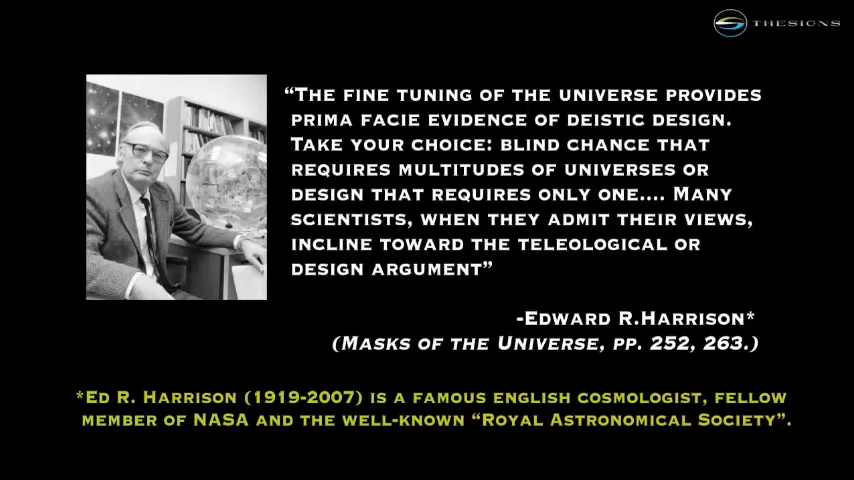 THESIGNS
“The fine tuning of the universe provides
prima facie evidence of deistic design.
Take your choice: blind chance that
requires multitudes of universes or
design that requires only one.... Many
scientists, when they admit their views,
incline toward the teleological or
design argument”
-Edward R.Harrison*
(Masks of the Universe, pp. 252, 263.)
*Ed R. Harrison (1919-2007) is a famous english cosmologist, fellow
member of NASA and the well-known “Royal Astronomical Society”.